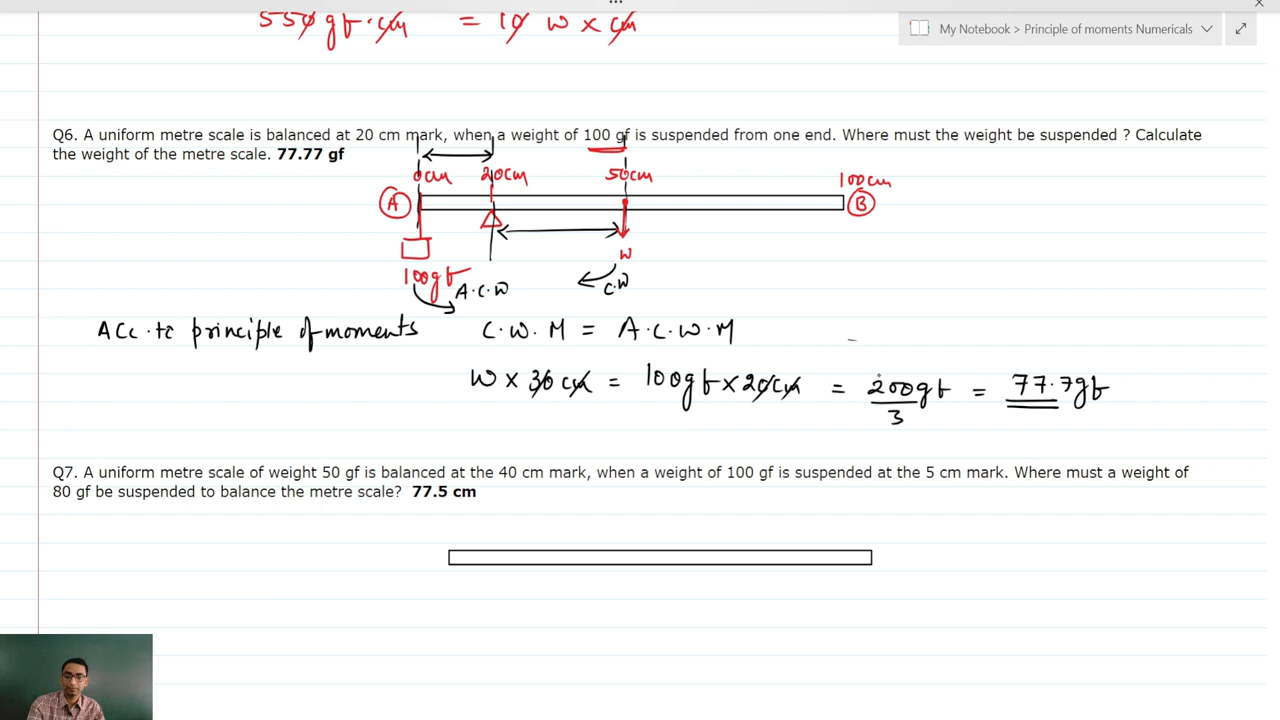 550 gf · cm = 10 W × cm
My Notebook > Principle of moments Numericals
Q6. A uniform metre scale is balanced at 20 cm mark, when a weight of 100 gf is suspended from one end. Where must the weight be suspended ? Calculate
the weight of the metre scale. 77.77 gf
0cm 20cm 50cm 100cm
A B
W
100gf A.C.W C.W
Acc. to principle of moments C.W.M = A.C.W.M
W × 30 cm = 100gf × 20cm = 200gf = 77.7gf
3
Q7. A uniform metre scale of weight 50 gf is balanced at the 40 cm mark, when a weight of 100 gf is suspended at the 5 cm mark. Where must a weight of
80 gf be suspended to balance the metre scale? 77.5 cm